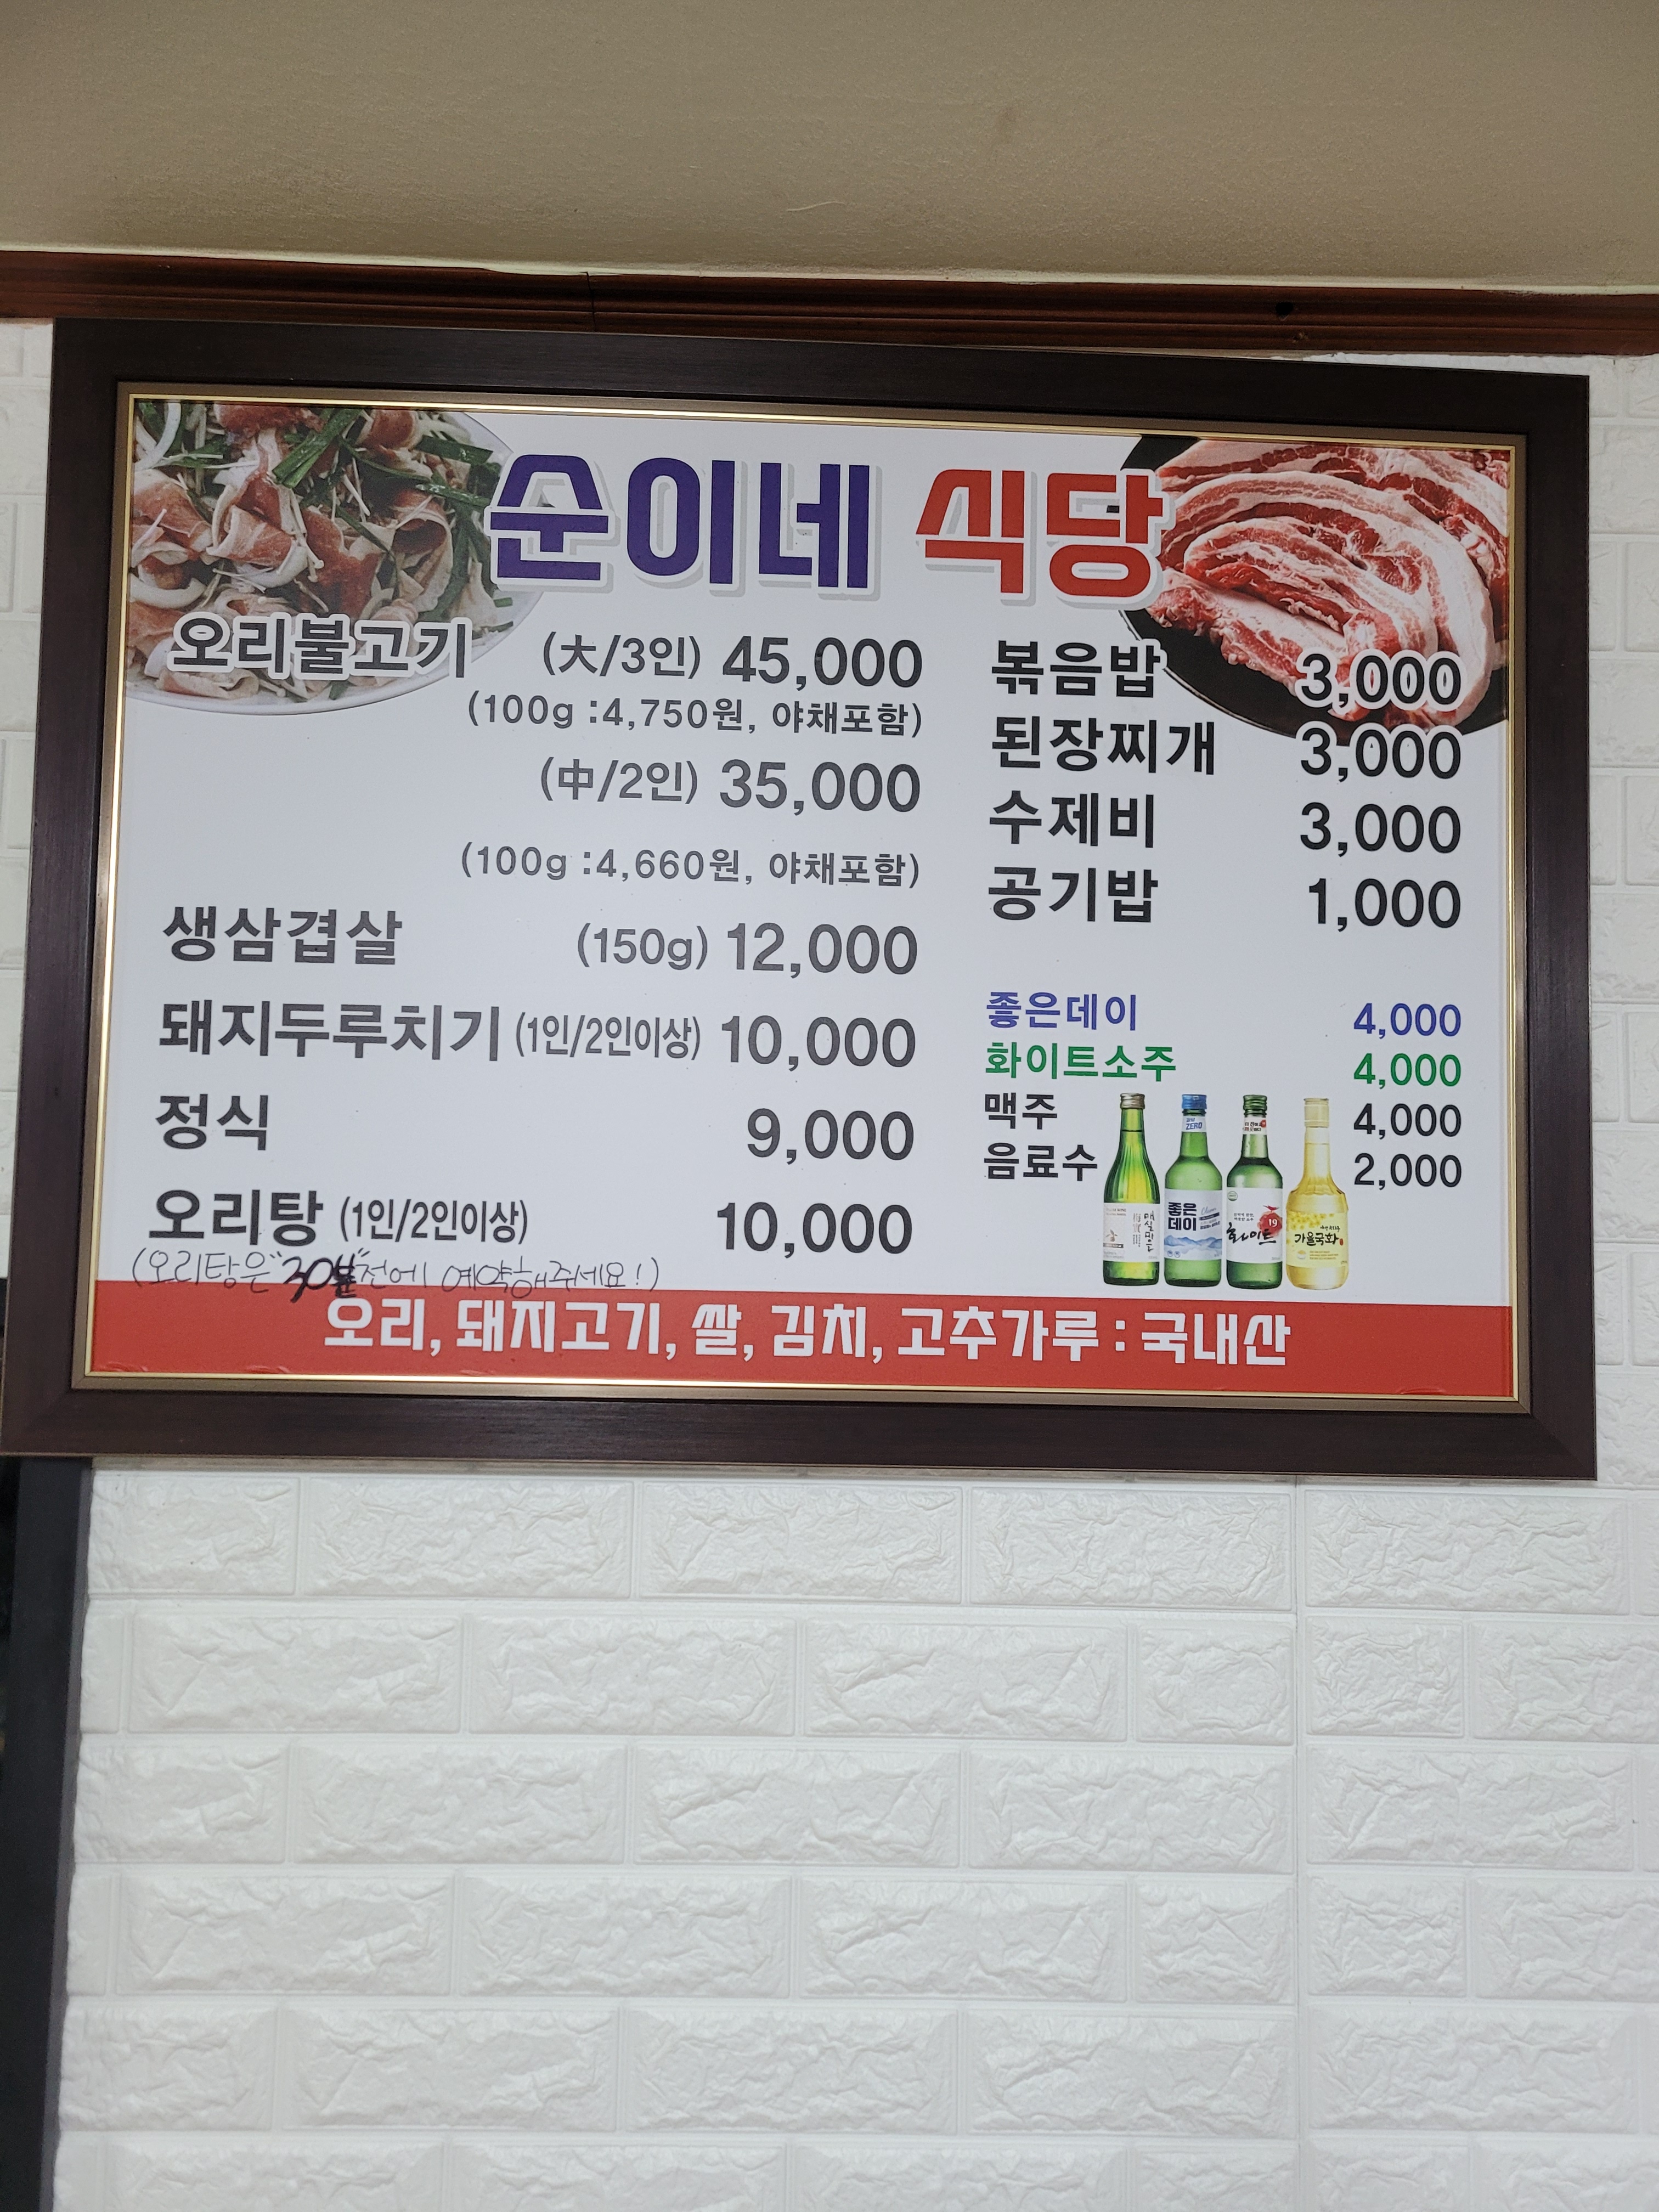 순이네 식당
오리불고기 (大/3인) 45,000
(100g :4,750원, 야채포함)
(中/2인) 35,000
(100g :4,660원, 야채포함)
생삼겹살 (150g) 12,000
돼지두루치기 (1인/2인이상) 10,000
정식 9,000
오리탕 (1인/2인이상) 10,000
(오리탕은 "30분"전에 예약해주세요!)
볶음밥 3,000
된장찌개 3,000
수제비 3,000
공기밥 1,000
좋은데이 4,000
화이트소주 4,000
맥주 4,000
음료수 2,000
ZERO
좋은
데이
화이트
19
가을국화
오리, 돼지고기, 쌀, 김치, 고추가루 : 국내산